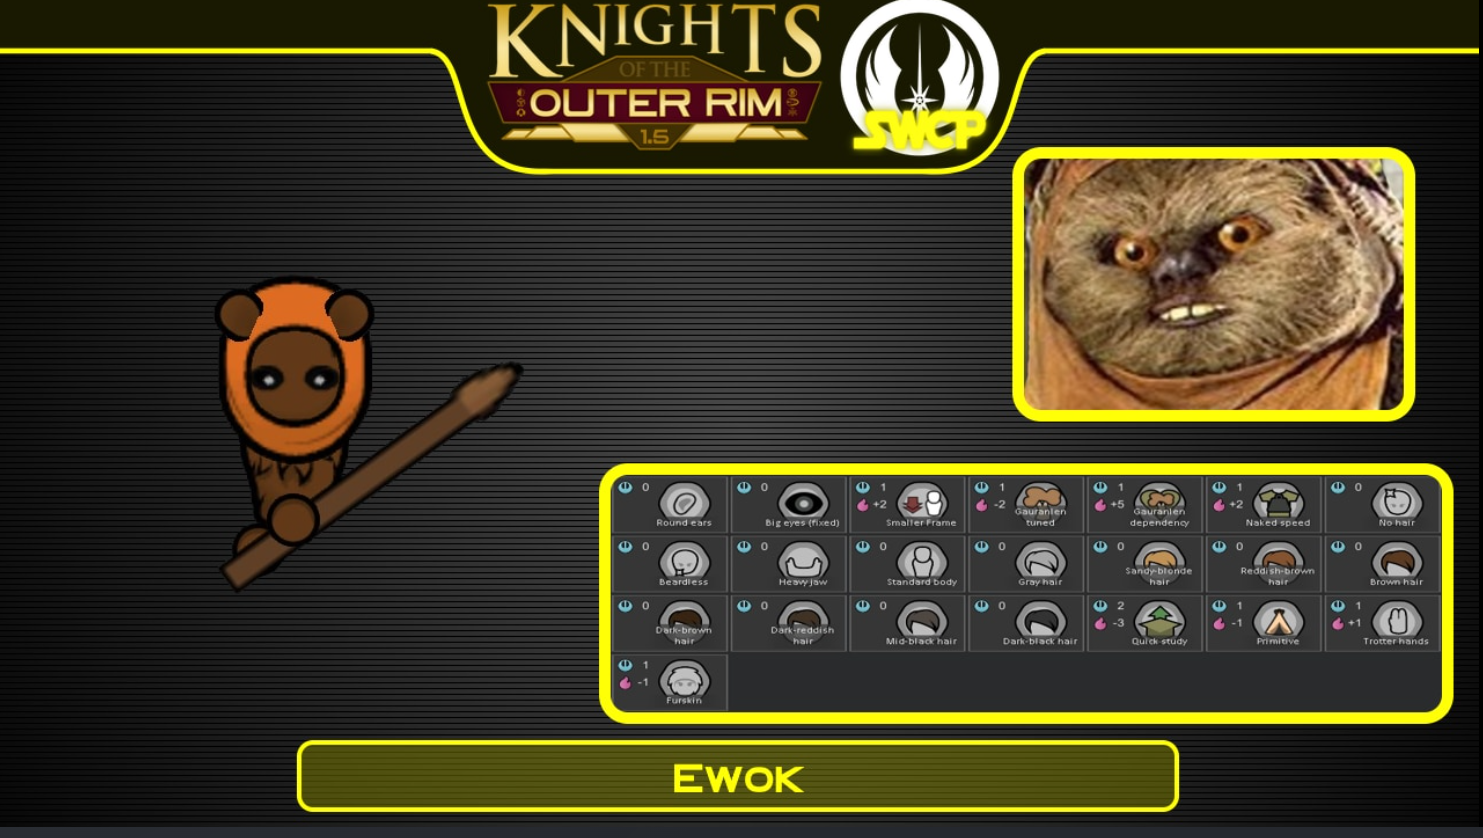 KNIGHTS
OF THE
OUTER RIM
1.5
SWCP
0 Round ears
0 Big eyes (fixed)
1 +2 Smaller Frame
1 -2 Gauranlen tuned
1 +5 Gauranlen dependency
1 +2 Naked speed
0 No hair
0 Beardless
0 Heavy jaw
0 Standard body
0 Gray hair
0 Sandy-blonde hair
0 Reddish-brown hair
0 Brown hair
0 Dark-brown hair
0 Dark-reddish hair
0 Mid-black hair
0 Dark-black hair
2 -3 Quick study
1 -1 Primitive
1 +1 Trotter hands
1 -1 Furskin
EWOK